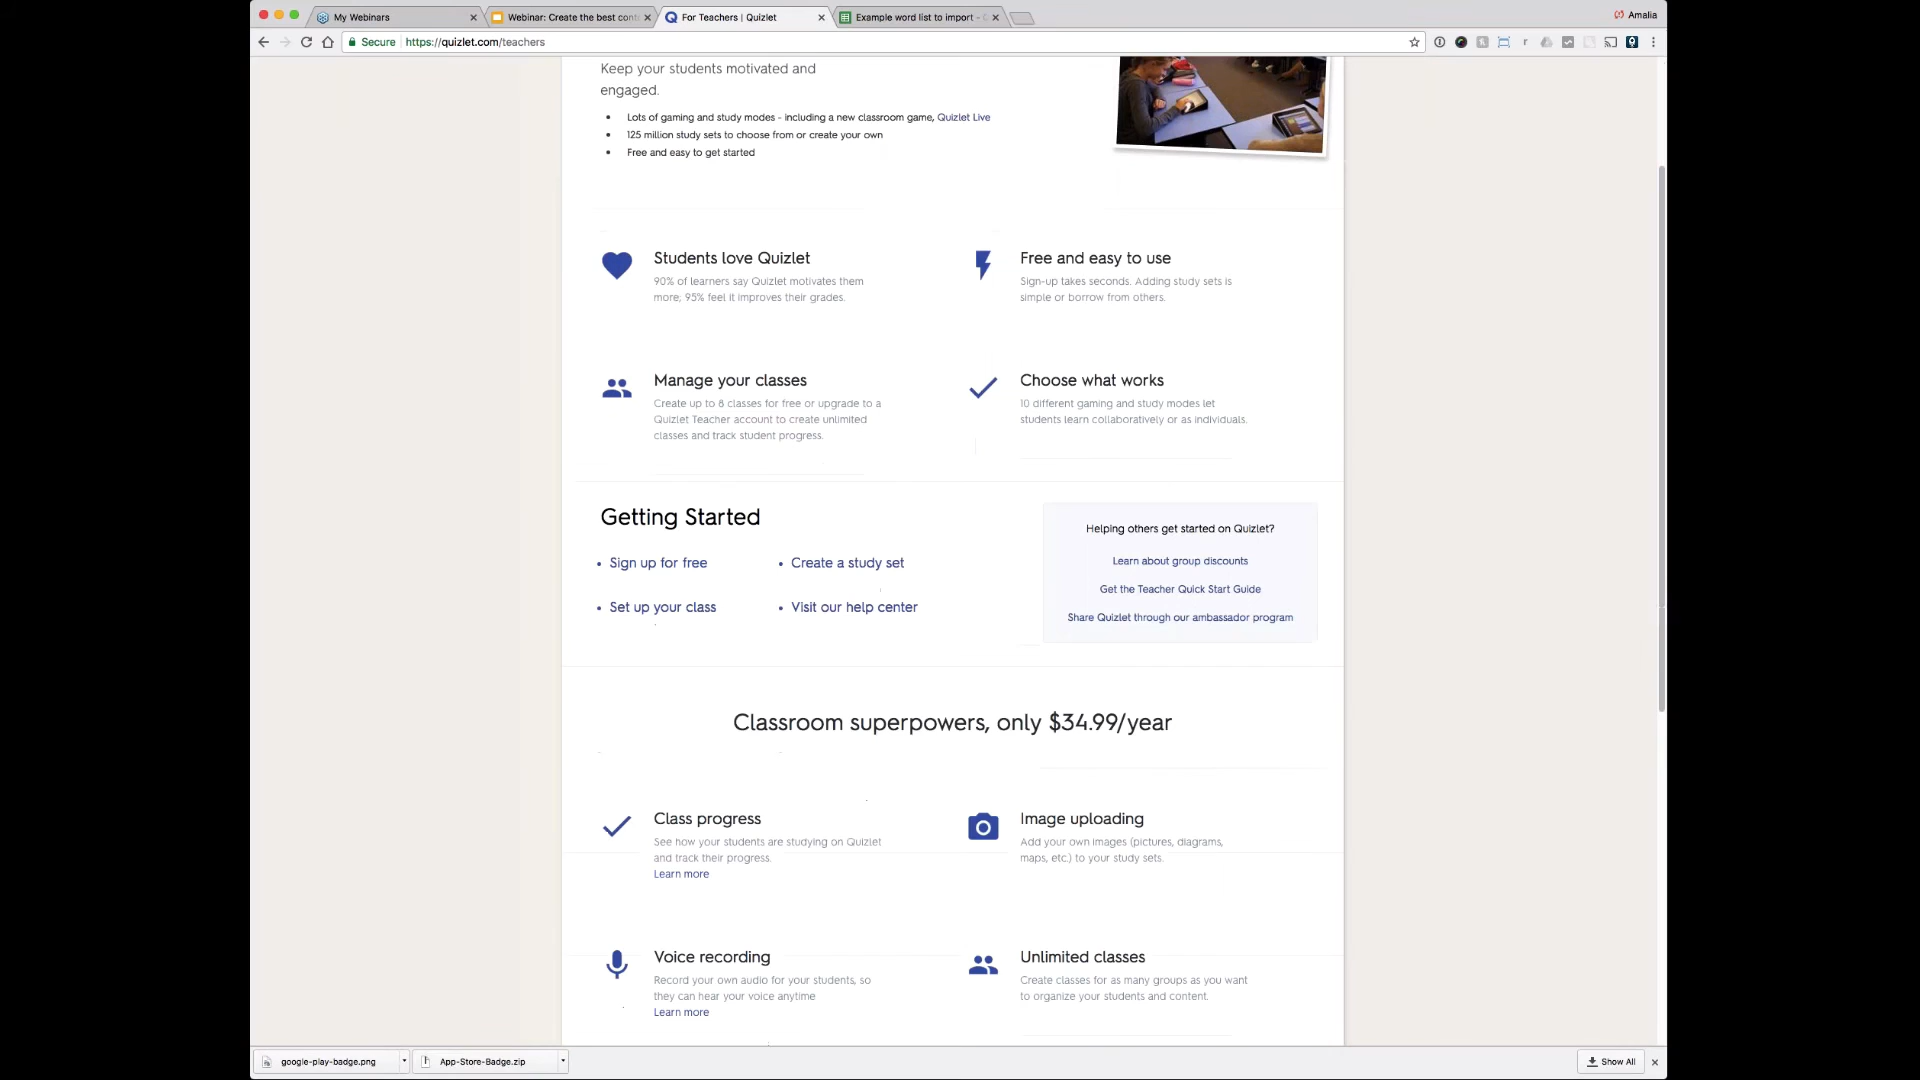 My Webinars
Webinar: Create the best cont
For Teachers | Quizlet
Example word list to import -
Amalia
Secure
https://quizlet.com/teachers
Keep your students motivated and
engaged.
Lots of gaming and study modes - including a new classroom game, Quizlet Live
125 million study sets to choose from or create your own
Free and easy to get started
Students love Quizlet
90% of learners say Quizlet motivates them
more; 95% feel it improves their grades.
Free and easy to use
Sign-up takes seconds. Adding study sets is
simple or borrow from others.
Manage your classes
Create up to 8 classes for free or upgrade to a
Quizlet Teacher account to create unlimited
classes and track student progress.
Choose what works
10 different gaming and study modes let
students learn collaboratively or as individuals.
Getting Started
Sign up for free
Create a study set
Set up your class
Visit our help center
Helping others get started on Quizlet?
Learn about group discounts
Get the Teacher Quick Start Guide
Share Quizlet through our ambassador program
Classroom superpowers, only $34.99/year
Class progress
See how your students are studying on Quizlet
and track their progress.
Learn more
Image uploading
Add your own images (pictures, diagrams,
maps, etc.) to your study sets.
Voice recording
Record your own audio for your students, so
they can hear your voice anytime
Learn more
Unlimited classes
Create classes for as many groups as you want
to organize your students and content.
google-play-badge.png
App-Store-Badge.zip
Show All